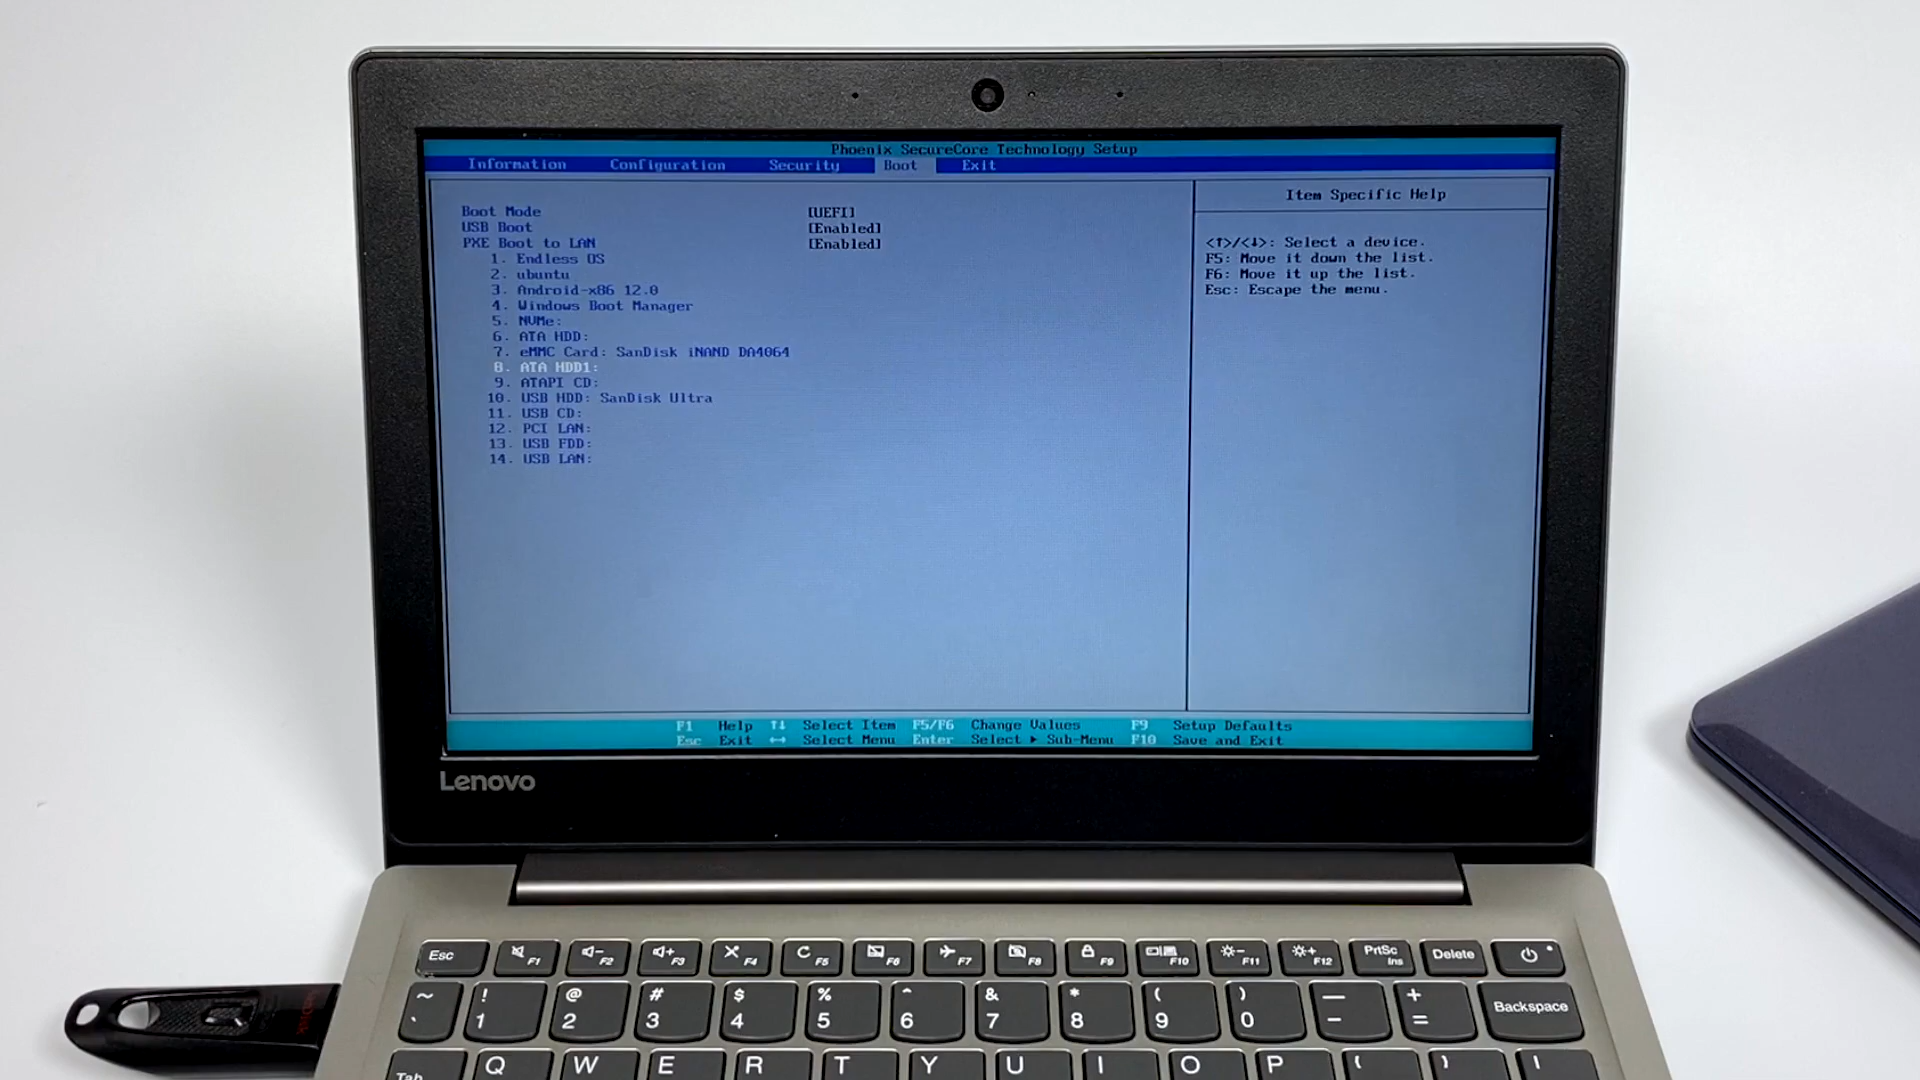 Phoenix SecureCore Technology Setup
Information Configuration Security Boot Exit
Item Specific Help
Boot Mode [UEFI]
USB Boot [Enabled]
PXE Boot to LAN [Enabled]
1. Endless OS
2. ubuntu
3. Android-x86 12.0
4. Windows Boot Manager
5. NVMe:
6. ATA HDD:
7. eMMC Card: SanDisk iNAND DA4064
8. ATA HDD1:
9. ATAPI CD:
10. USB HDD: SanDisk Ultra
11. USB CD:
12. PCI LAN:
13. USB FDD:
14. USB LAN:
<↑>/<↓>: Select a device.
F5: Move it down the list.
F6: Move it up the list.
Esc: Escape the menu.
F1 Help ↑↓ Select Item F5/F6 Change Values F9 Setup Defaults
Esc Exit ↔ Select Menu Enter Select ▶ Sub-Menu F10 Save and Exit
Lenovo
Esc F1 F2 F3 F4 F5 F6 F7 F8 F9 F10 F11 F12 PrtSc Ins Delete
~ ! @ # $ % ^ & * ( ) — +
` 1 2 3 4 5 6 7 8 9 0 - = Backspace
Tab Q W E R T Y U I O P { }